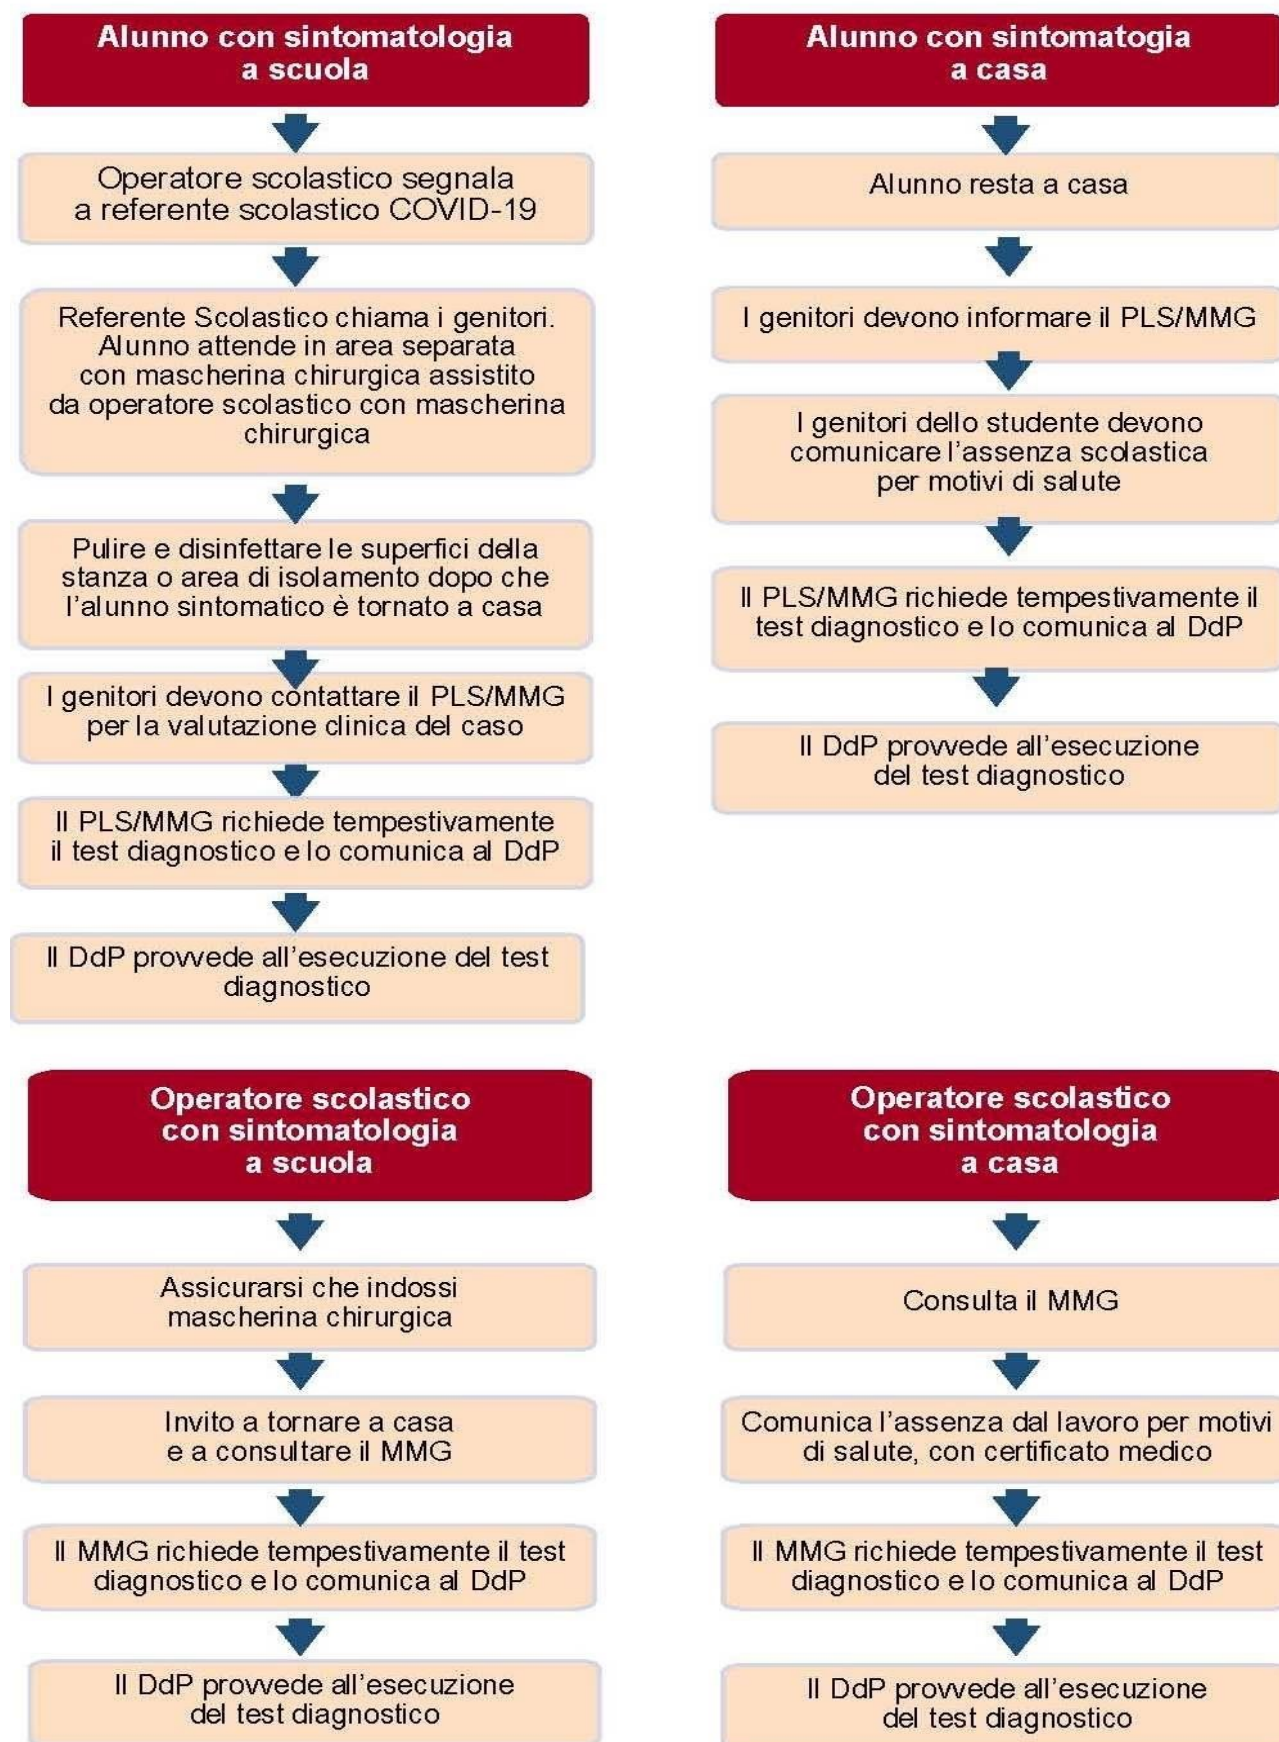 Alunno con sintomatologia
a scuola
Operatore scolastico segnala
a referente scolastico COVID-19
Referente Scolastico chiama i genitori.
Alunno attende in area separata
con mascherina chirurgica assistito
da operatore scolastico con mascherina
chirurgica
Pulire e disinfettare le superfici della
stanza o area di isolamento dopo che
l'alunno sintomatico è tornato a casa
I genitori devono contattare il PLS/MMG
per la valutazione clinica del caso
Il PLS/MMG richiede tempestivamente
il test diagnostico e lo comunica al DdP
Il DdP provvede all'esecuzione del test
diagnostico
Alunno con sintomatogia
a casa
Alunno resta a casa
I genitori devono informare il PLS/MMG
I genitori dello studente devono
comunicare l'assenza scolastica
per motivi di salute
Il PLS/MMG richiede tempestivamente il
test diagnostico e lo comunica al DdP
Il DdP provvede all'esecuzione
del test diagnostico
Operatore scolastico
con sintomatologia
a scuola
Assicurarsi che indossi
mascherina chirurgica
Invito a tornare a casa
e a consultare il MMG
Il MMG richiede tempestivamente il test
diagnostico e lo comunica al DdP
Il DdP provvede all'esecuzione
del test diagnostico
Operatore scolastico
con sintomatologia
a casa
Consulta il MMG
Comunica l'assenza dal lavoro per motivi
di salute, con certificato medico
Il MMG richiede tempestivamente il test
diagnostico e lo comunica al DdP
Il DdP provvede all'esecuzione
del test diagnostico